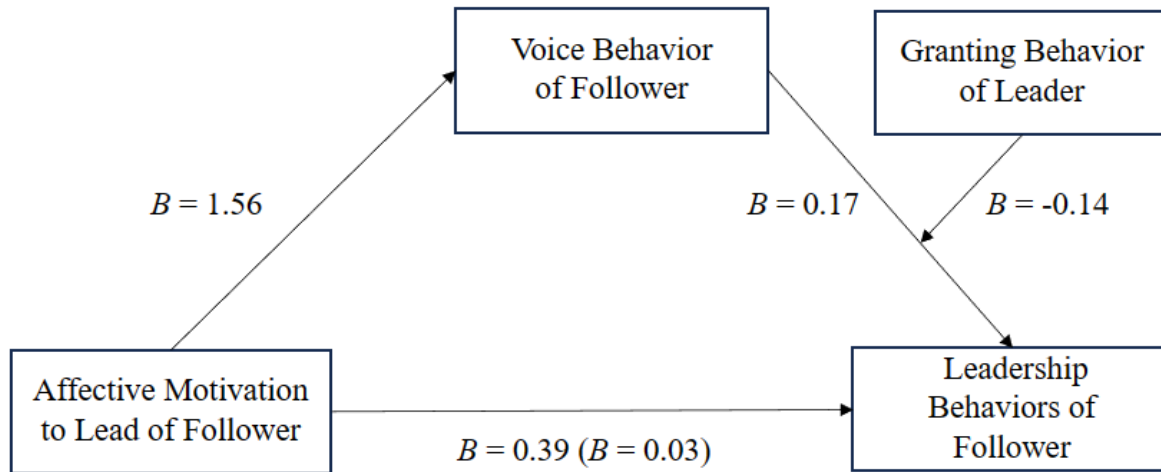 Voice Behavior
of Follower
Granting Behavior
of Leader
B = 1.56
B = 0.17
B = -0.14
Affective Motivation
to Lead of Follower
Leadership
Behaviors of
Follower
B = 0.39 (B = 0.03)